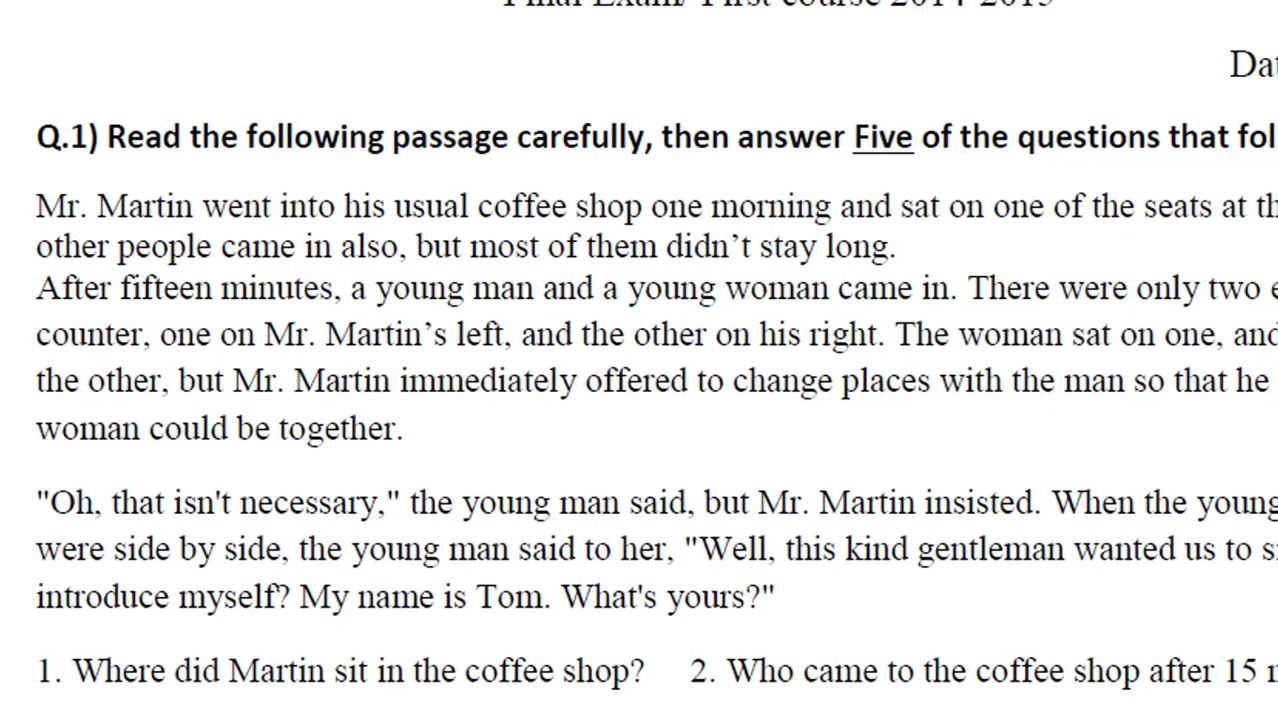 Final Exam/ First course 2014-2015
Q.1) Read the following passage carefully, then answer Five of the questions that
Mr. Martin went into his usual coffee shop one morning and sat on one of the seats at
other people came in also, but most of them didn’t stay long.
After fifteen minutes, a young man and a young woman came in. There were only two
counter, one on Mr. Martin’s left, and the other on his right. The woman sat on one,
the other, but Mr. Martin immediately offered to change places with the man so that he
woman could be together.
"Oh, that isn't necessary," the young man said, but Mr. Martin insisted. When the young
were side by side, the young man said to her, "Well, this kind gentleman wanted us to
introduce myself? My name is Tom. What's yours?"
1. Where did Martin sit in the coffee shop? 2. Who came to the coffee shop after 15